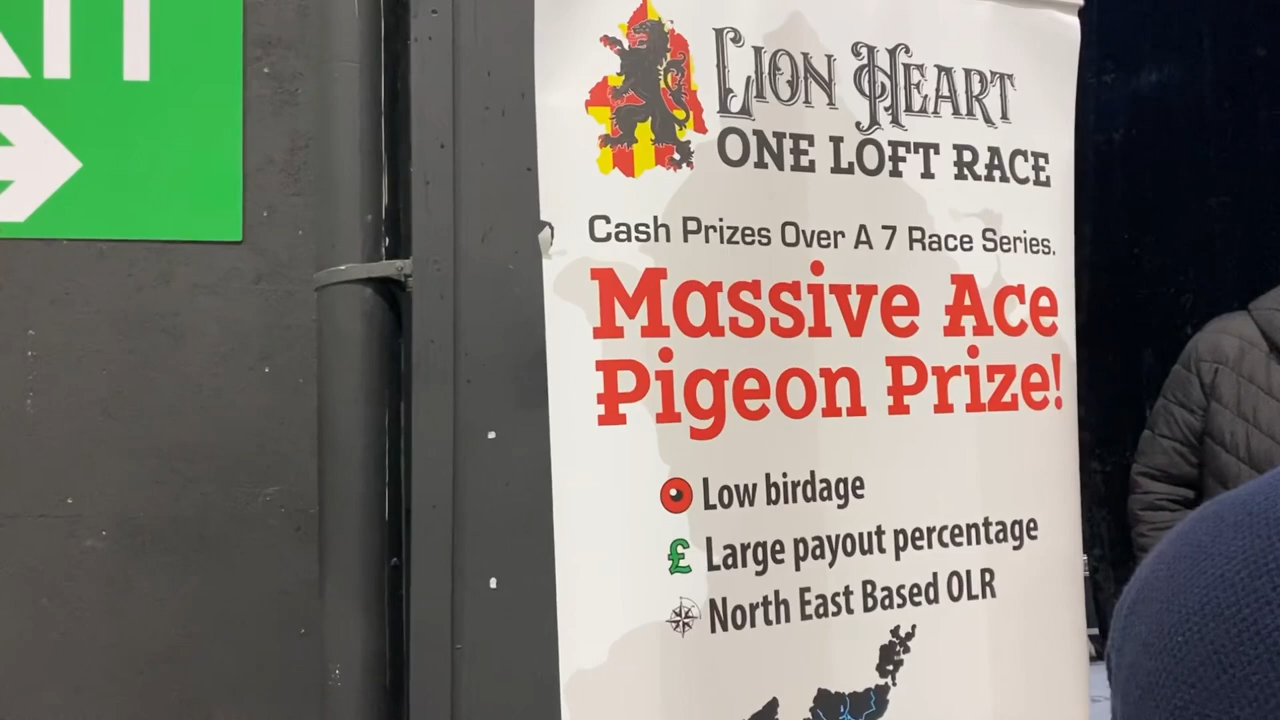 LION HEART
ONE LOFT RACE
Cash Prizes Over A 7 Race Series.
Massive Ace
Pigeon Prize!
Low birdage
£ Large payout percentage
North East Based OLR